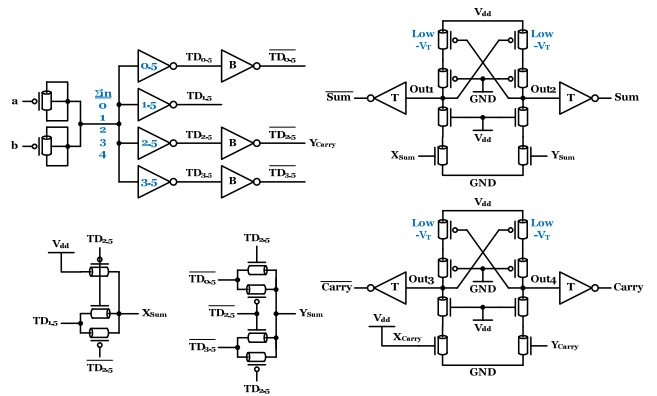 a
b
Σin
0
1
2
3
4
0.5
TD0.5
B
TD0.5
1.5
TD1.5
2.5
TD2.5
B
TD2.5
YCarry
3.5
TD3.5
B
TD3.5
Vdd
Low
-VT
Low
-VT
Sum
T
Out1
GND
Out2
T
Sum
Vdd
XSum
YSum
GND
TD2.5
Vdd
TD1.5
XSum
TD2.5
TD2.5
TD0.5
TD2.5
YSum
TD3.5
TD2.5
Vdd
Low
-VT
Low
-VT
Carry
T
Out3
GND
Out4
T
Carry
Vdd
Vdd
XCarry
YCarry
GND